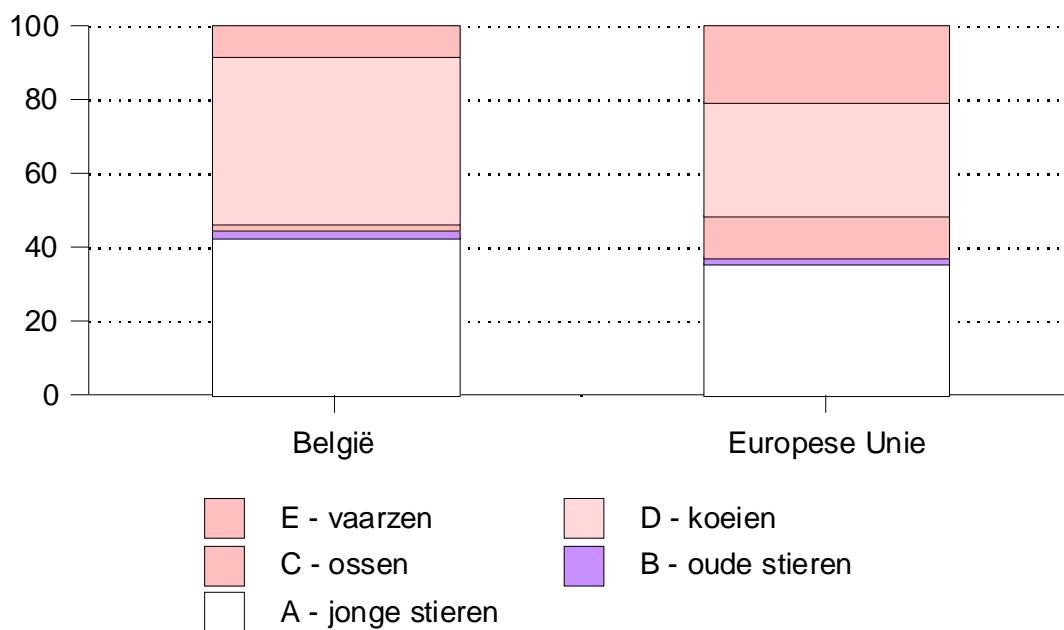 100
80
60
40
20
0
België Europese Unie
E - vaarzen D - koeien
C - ossen B - oude stieren
A - jonge stieren